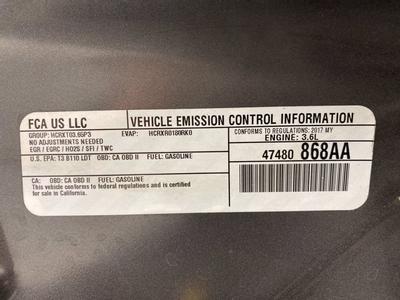 FCA US LLC
VEHICLE EMISSION CONTROL INFORMATION
GROUP: HCRXT03.6GP3 EVAP: HCRXR0180RK0
NO ADJUSTMENTS NEEDED
EGR / EGRC / HO2S / SFI / TWC
CONFORMS TO REGULATIONS: 2017 MY
ENGINE: 3.6L
U.S. EPA: T3 B110 LDT OBD: CA OBD II FUEL: GASOLINE
47480 868AA
CA: OBD: CA OBD II FUEL: GASOLINE
This vehicle conforms to federal regulations and is certified
for sale in California.